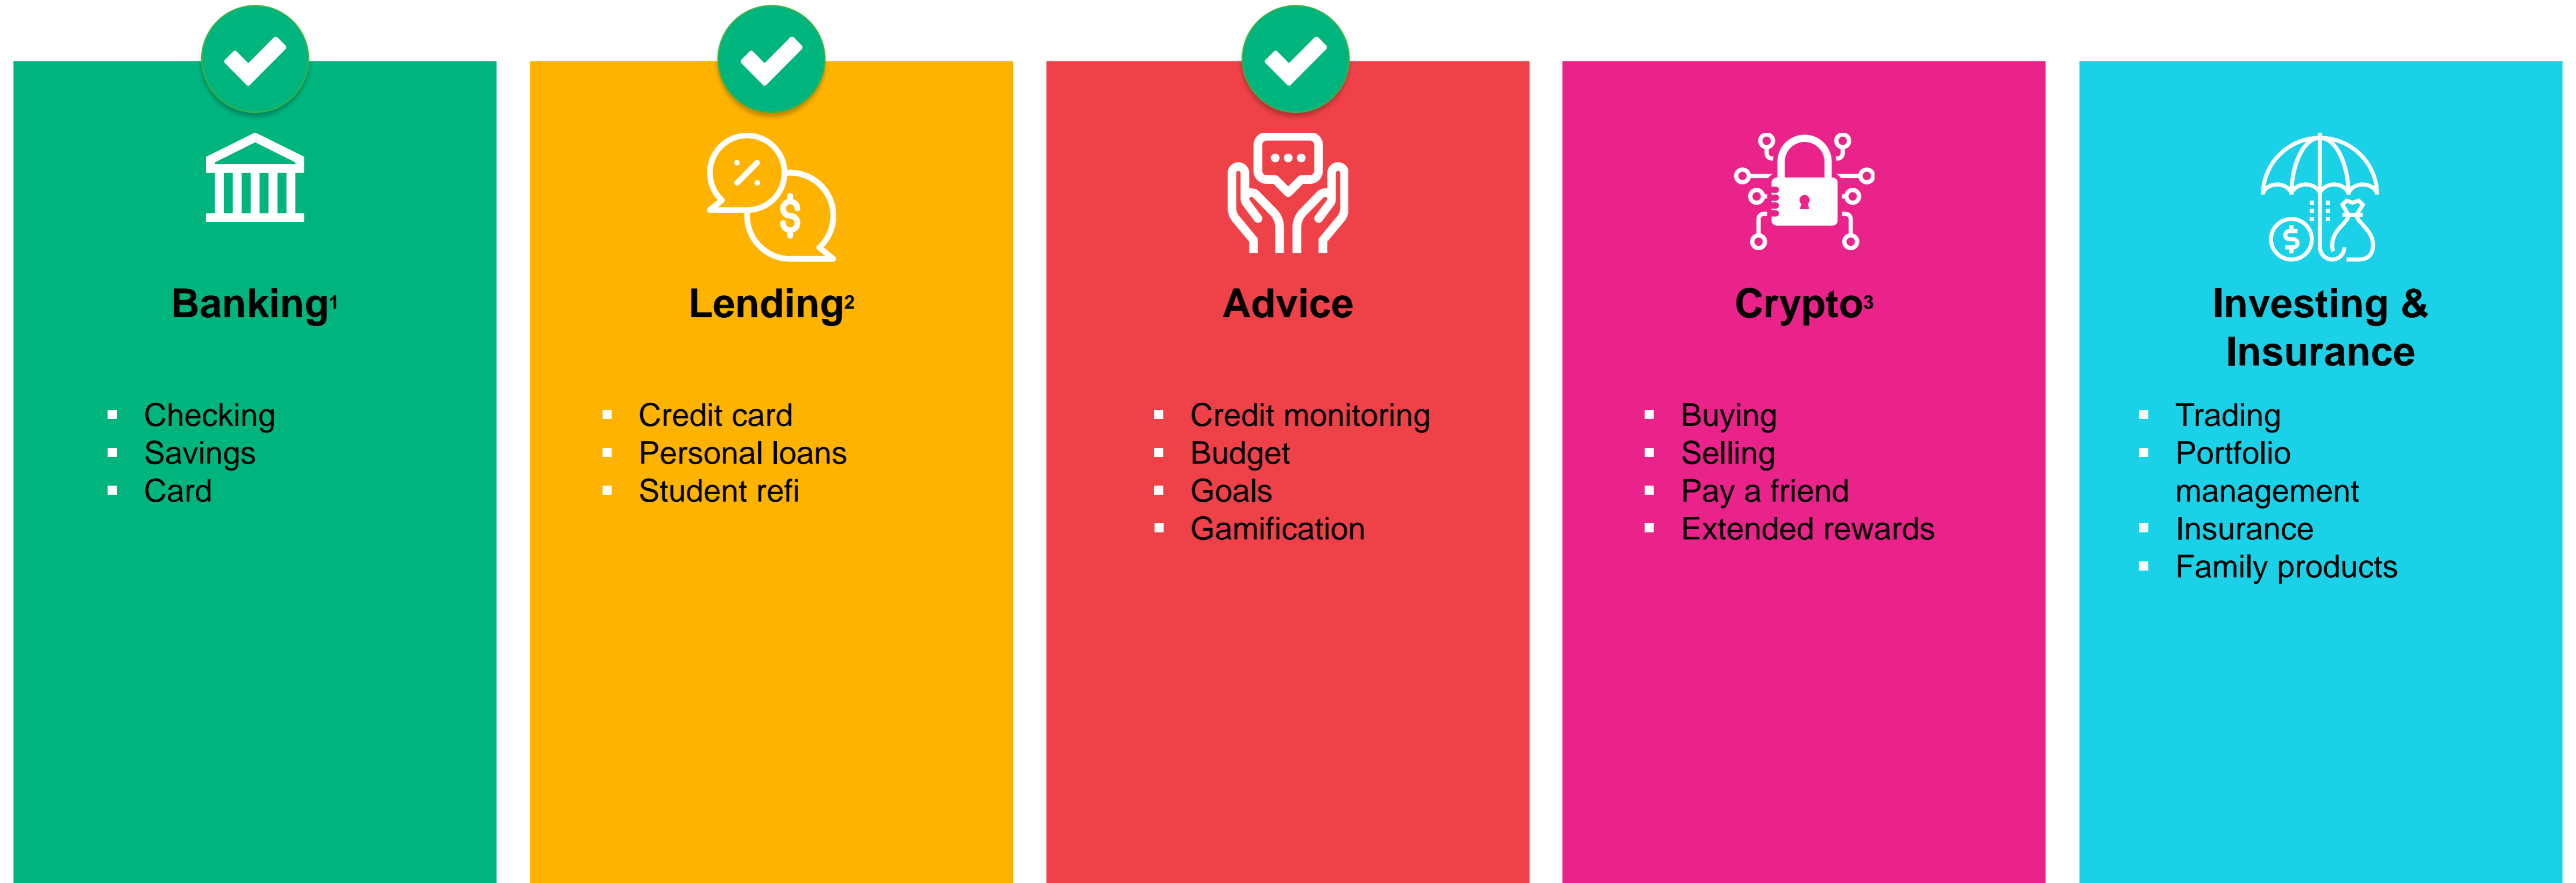 Banking1
Checking
Savings
Card
Lending2
Credit card
Personal loans
Student refi
Advice
Credit monitoring
Budget
Goals
Gamification
Crypto3
Buying
Selling
Pay a friend
Extended rewards
Investing &
Insurance
Trading
Portfolio
management
Insurance
Family products